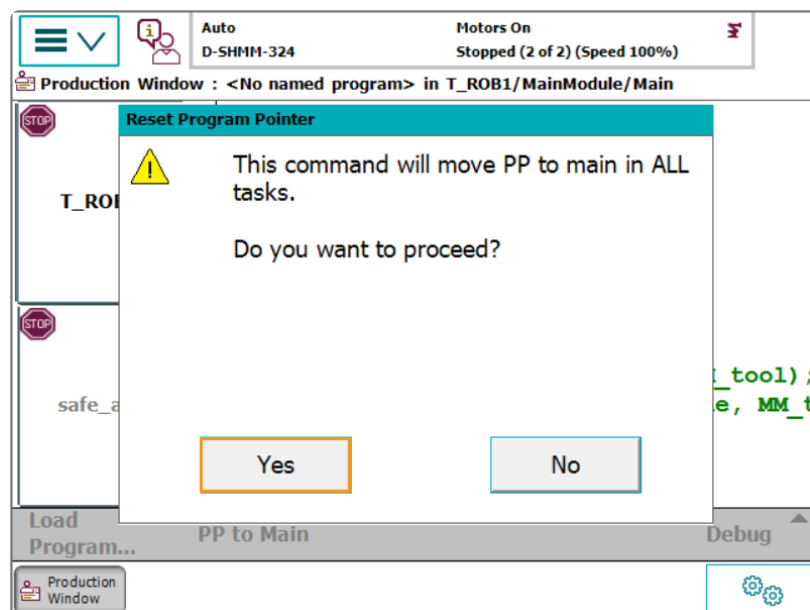 Auto
D-SHMM-324
Motors On
Stopped (2 of 2) (Speed 100%)
Production Window : <No named program> in T_ROB1/MainModule/Main
STOP
Reset Program Pointer
This command will move PP to main in ALL
tasks.
Do you want to proceed?
T_ROB
STOP
safe_a
_tool);
e, MM_t
Yes
No
Load
Program...
PP to Main
Debug
Production
Window